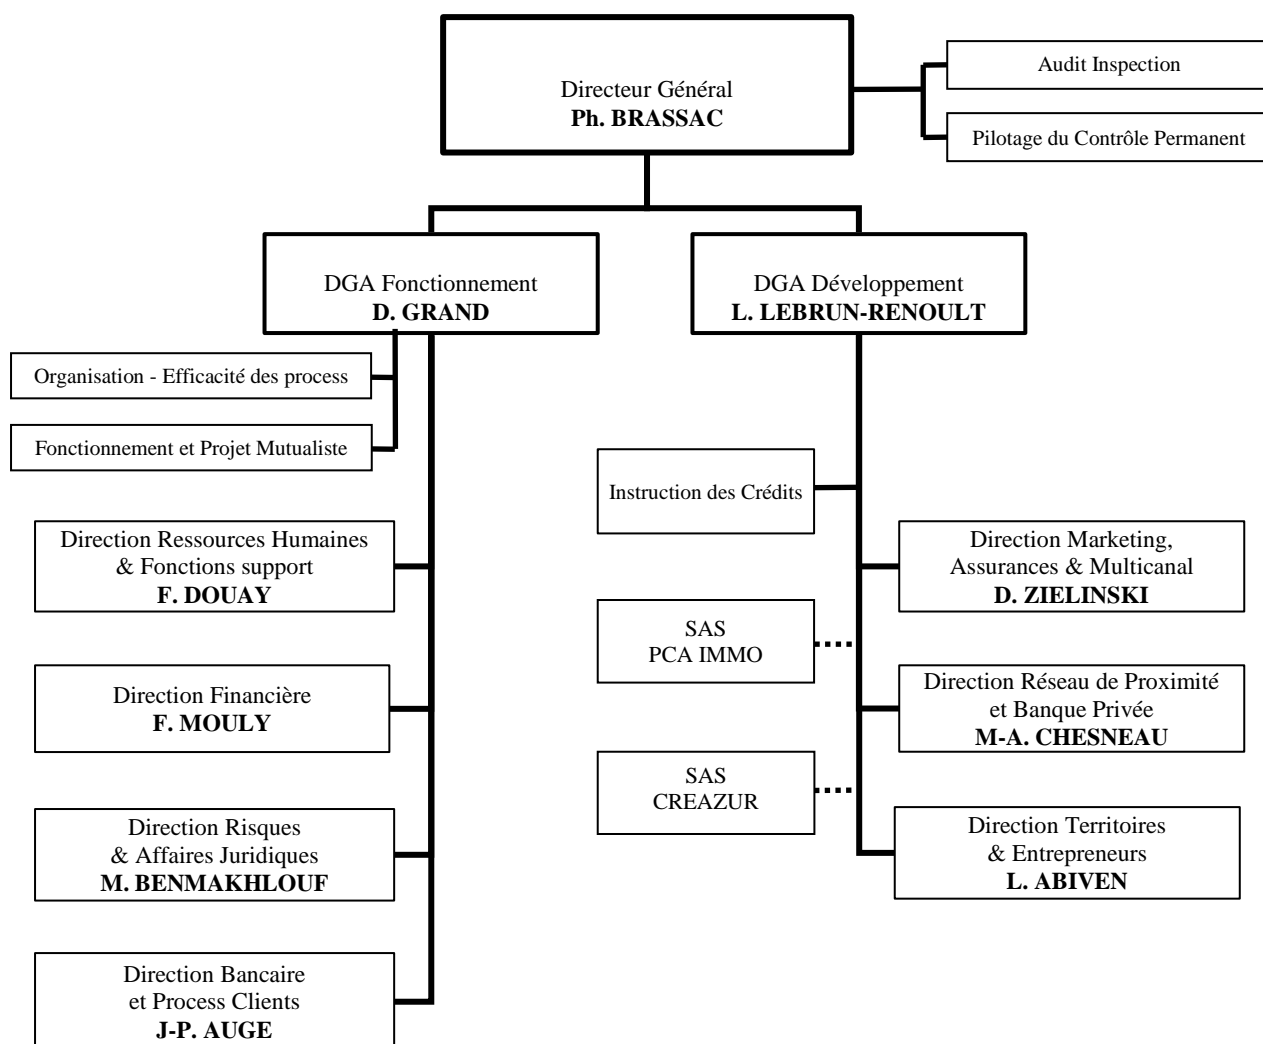 Directeur Général
Ph. BRASSAC
Audit Inspection
Pilotage du Contrôle Permanent
DGA Fonctionnement
D. GRAND
DGA Développement
L. LEBRUN-RENOULT
Organisation - Efficacité des process
Fonctionnement et Projet Mutualiste
Instruction des Crédits
Direction Ressources Humaines
& Fonctions support
F. DOUAY
Direction Marketing,
Assurances & Multicanal
D. ZIELINSKI
SAS
PCA IMMO
Direction Financière
F. MOULY
Direction Réseau de Proximité
et Banque Privée
M-A. CHESNEAU
SAS
CREAZUR
Direction Risques
& Affaires Juridiques
M. BENMAKHLOUF
Direction Territoires
& Entrepreneurs
L. ABIVEN
Direction Bancaire
et Process Clients
J-P. AUGE